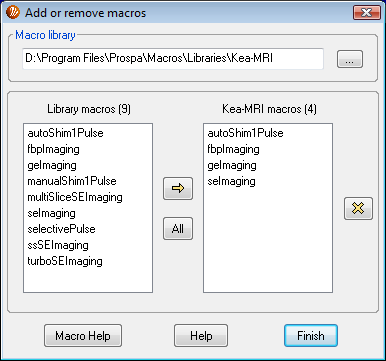 Add or remove macros
Macro library
D:\Program Files\Prospa\Macros\Libraries\Kea-MRI
...
Library macros (9)
Kea-MRI macros (4)
autoShim1Pulse
fbpImaging
geImaging
manualShim1Pulse
multiSliceSEImaging
seImaging
selectivePulse
ssSEImaging
turboSEImaging
All
autoShim1Pulse
fbpImaging
geImaging
seImaging
Macro Help
Help
Finish